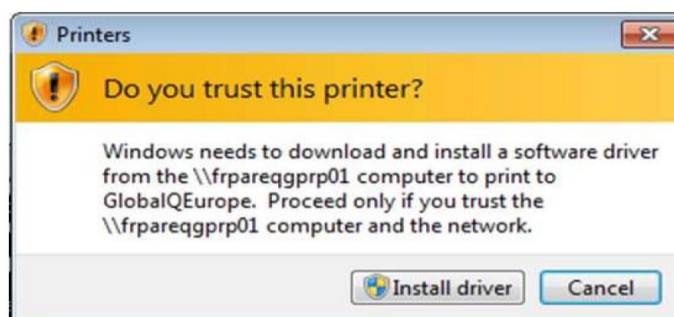 Printers
Do you trust this printer?
Windows needs to download and install a software driver
from the \\frpareqgprp01 computer to print to
GlobalQEurope. Proceed only if you trust the
\\frpareqgprp01 computer and the network.
Install driver Cancel